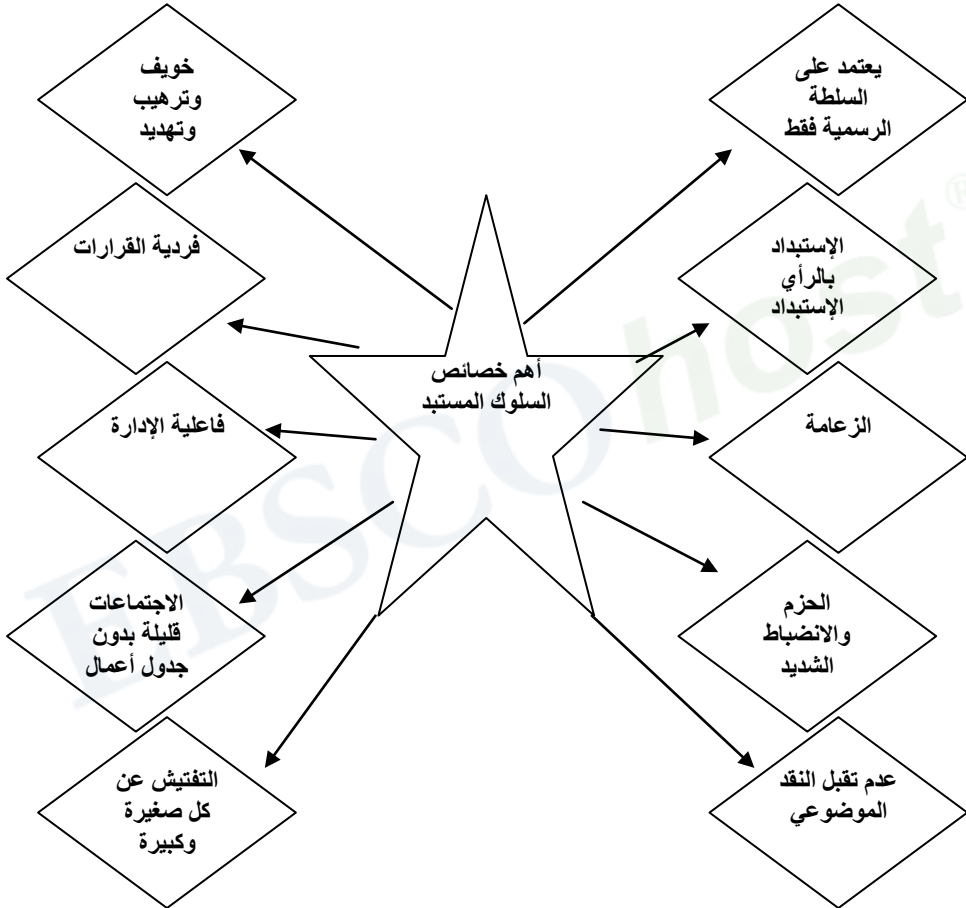 يعتمد على
السلطة
الرسمية فقط
خويف
وترهيب
وتهديد
الإستبداد
بالرأي
الإستبداد
فردية القرارات
أهم خصائص
السلوك المستبد
الزعامة
فاعلية الإدارة
الحزم
والانضباط
الشديد
الاجتماعات
قليلة بدون
جدول أعمال
عدم تقبل النقد
الموضوعي
التفتيش عن
كل صغيرة
وكبيرة
EBSCOhost®